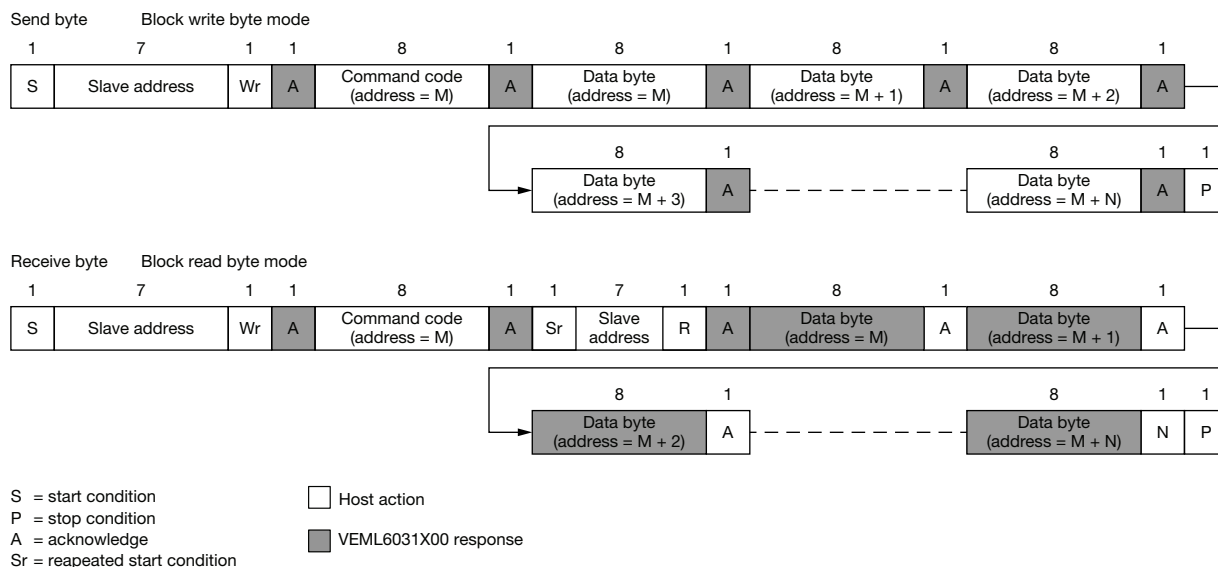 Send byte Block write byte mode
1 7 1 1 8 1 8 1 8 1 8 1
S Slave address Wr A Command code A Data byte A Data byte A Data byte A
(address = M) (address = M) (address = M + 1) (address = M + 2)
8 1 8 1 1
Data byte A Data byte A P
(address = M + 3) (address = M + N)
Receive byte Block read byte mode
1 7 1 1 8 1 1 7 1 1 8 1 8 1
S Slave address Wr A Command code A Sr Slave R A Data byte A Data byte A
(address = M) address (address = M) (address = M + 1)
8 1 8 1 1
Data byte A Data byte N P
(address = M + 2) (address = M + N)
S = start condition
P = stop condition
A = acknowledge
Sr = reapeated start condition
Host action
VEML6031X00 response